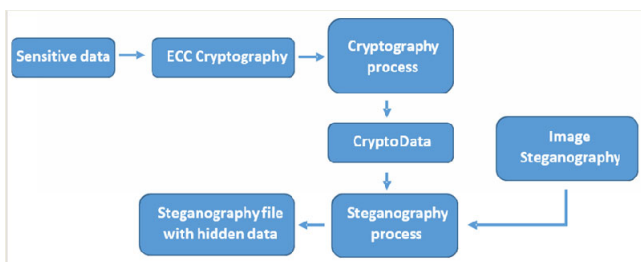 Sensitive data
ECC Cryptography
Cryptography
process
CryptoData
Image
Steganography
Steganography file
with hidden data
Steganography
process